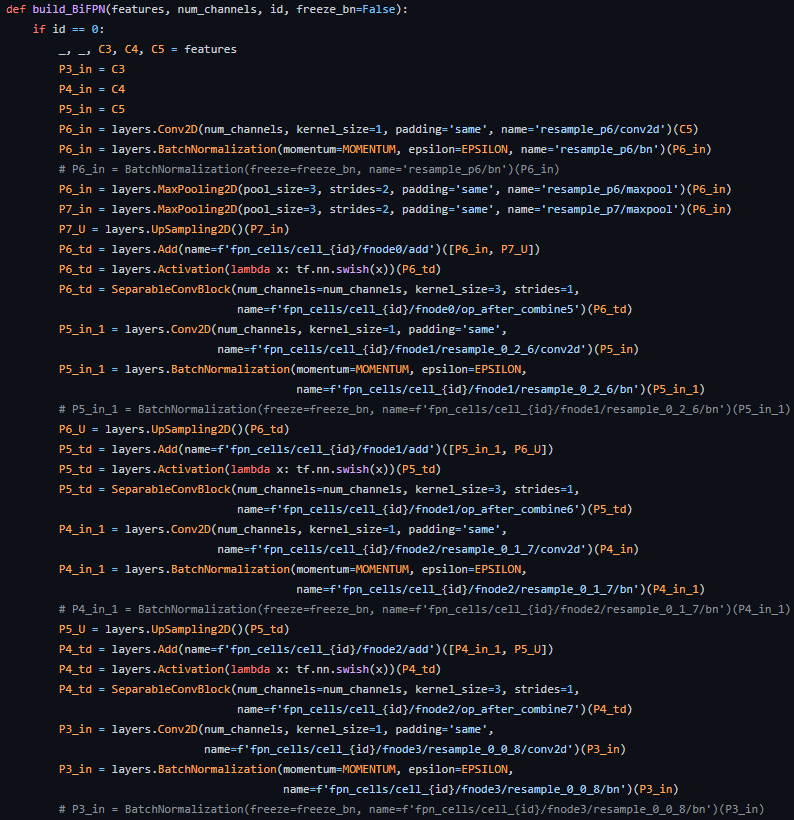 def build_BiFPN(features, num_channels, id, freeze_bn=False):
    if id == 0:
        _, _, C3, C4, C5 = features
        P3_in = C3
        P4_in = C4
        P5_in = C5
        P6_in = layers.Conv2D(num_channels, kernel_size=1, padding='same', name='resample_p6/conv2d')(C5)
        P6_in = layers.BatchNormalization(momentum=MOMENTUM, epsilon=EPSILON, name='resample_p6/bn')(P6_in)
        # P6_in = BatchNormalization(freeze=freeze_bn, name='resample_p6/bn')(P6_in)
        P6_in = layers.MaxPooling2D(pool_size=3, strides=2, padding='same', name='resample_p6/maxpool')(P6_in)
        P7_in = layers.MaxPooling2D(pool_size=3, strides=2, padding='same', name='resample_p7/maxpool')(P6_in)
        P7_U = layers.UpSampling2D()(P7_in)
        P6_td = layers.Add(name=f'fpn_cells/cell_{id}/fnode0/add')([P6_in, P7_U])
        P6_td = layers.Activation(lambda x: tf.nn.swish(x))(P6_td)
        P6_td = SeparableConvBlock(num_channels=num_channels, kernel_size=3, strides=1,
                                   name=f'fpn_cells/cell_{id}/fnode0/op_after_combine5')(P6_td)
        P5_in_1 = layers.Conv2D(num_channels, kernel_size=1, padding='same',
                                name=f'fpn_cells/cell_{id}/fnode1/resample_0_2_6/conv2d')(P5_in)
        P5_in_1 = layers.BatchNormalization(momentum=MOMENTUM, epsilon=EPSILON,
                                            name=f'fpn_cells/cell_{id}/fnode1/resample_0_2_6/bn')(P5_in_1)
        # P5_in_1 = BatchNormalization(freeze=freeze_bn, name=f'fpn_cells/cell_{id}/fnode1/resample_0_2_6/bn')(P5_in_1)
        P6_U = layers.UpSampling2D()(P6_td)
        P5_td = layers.Add(name=f'fpn_cells/cell_{id}/fnode1/add')([P5_in_1, P6_U])
        P5_td = layers.Activation(lambda x: tf.nn.swish(x))(P5_td)
        P5_td = SeparableConvBlock(num_channels=num_channels, kernel_size=3, strides=1,
                                   name=f'fpn_cells/cell_{id}/fnode1/op_after_combine6')(P5_td)
        P4_in_1 = layers.Conv2D(num_channels, kernel_size=1, padding='same',
                                name=f'fpn_cells/cell_{id}/fnode2/resample_0_1_7/conv2d')(P4_in)
        P4_in_1 = layers.BatchNormalization(momentum=MOMENTUM, epsilon=EPSILON,
                                            name=f'fpn_cells/cell_{id}/fnode2/resample_0_1_7/bn')(P4_in_1)
        # P4_in_1 = BatchNormalization(freeze=freeze_bn, name=f'fpn_cells/cell_{id}/fnode2/resample_0_1_7/bn')(P4_in_1)
        P5_U = layers.UpSampling2D()(P5_td)
        P4_td = layers.Add(name=f'fpn_cells/cell_{id}/fnode2/add')([P4_in_1, P5_U])
        P4_td = layers.Activation(lambda x: tf.nn.swish(x))(P4_td)
        P4_td = SeparableConvBlock(num_channels=num_channels, kernel_size=3, strides=1,
                                   name=f'fpn_cells/cell_{id}/fnode2/op_after_combine7')(P4_td)
        P3_in = layers.Conv2D(num_channels, kernel_size=1, padding='same',
                              name=f'fpn_cells/cell_{id}/fnode3/resample_0_0_8/conv2d')(P3_in)
        P3_in = layers.BatchNormalization(momentum=MOMENTUM, epsilon=EPSILON,
                                          name=f'fpn_cells/cell_{id}/fnode3/resample_0_0_8/bn')(P3_in)
        # P3_in = BatchNormalization(freeze=freeze_bn, name=f'fpn_cells/cell_{id}/fnode3/resample_0_0_8/bn')(P3_in)